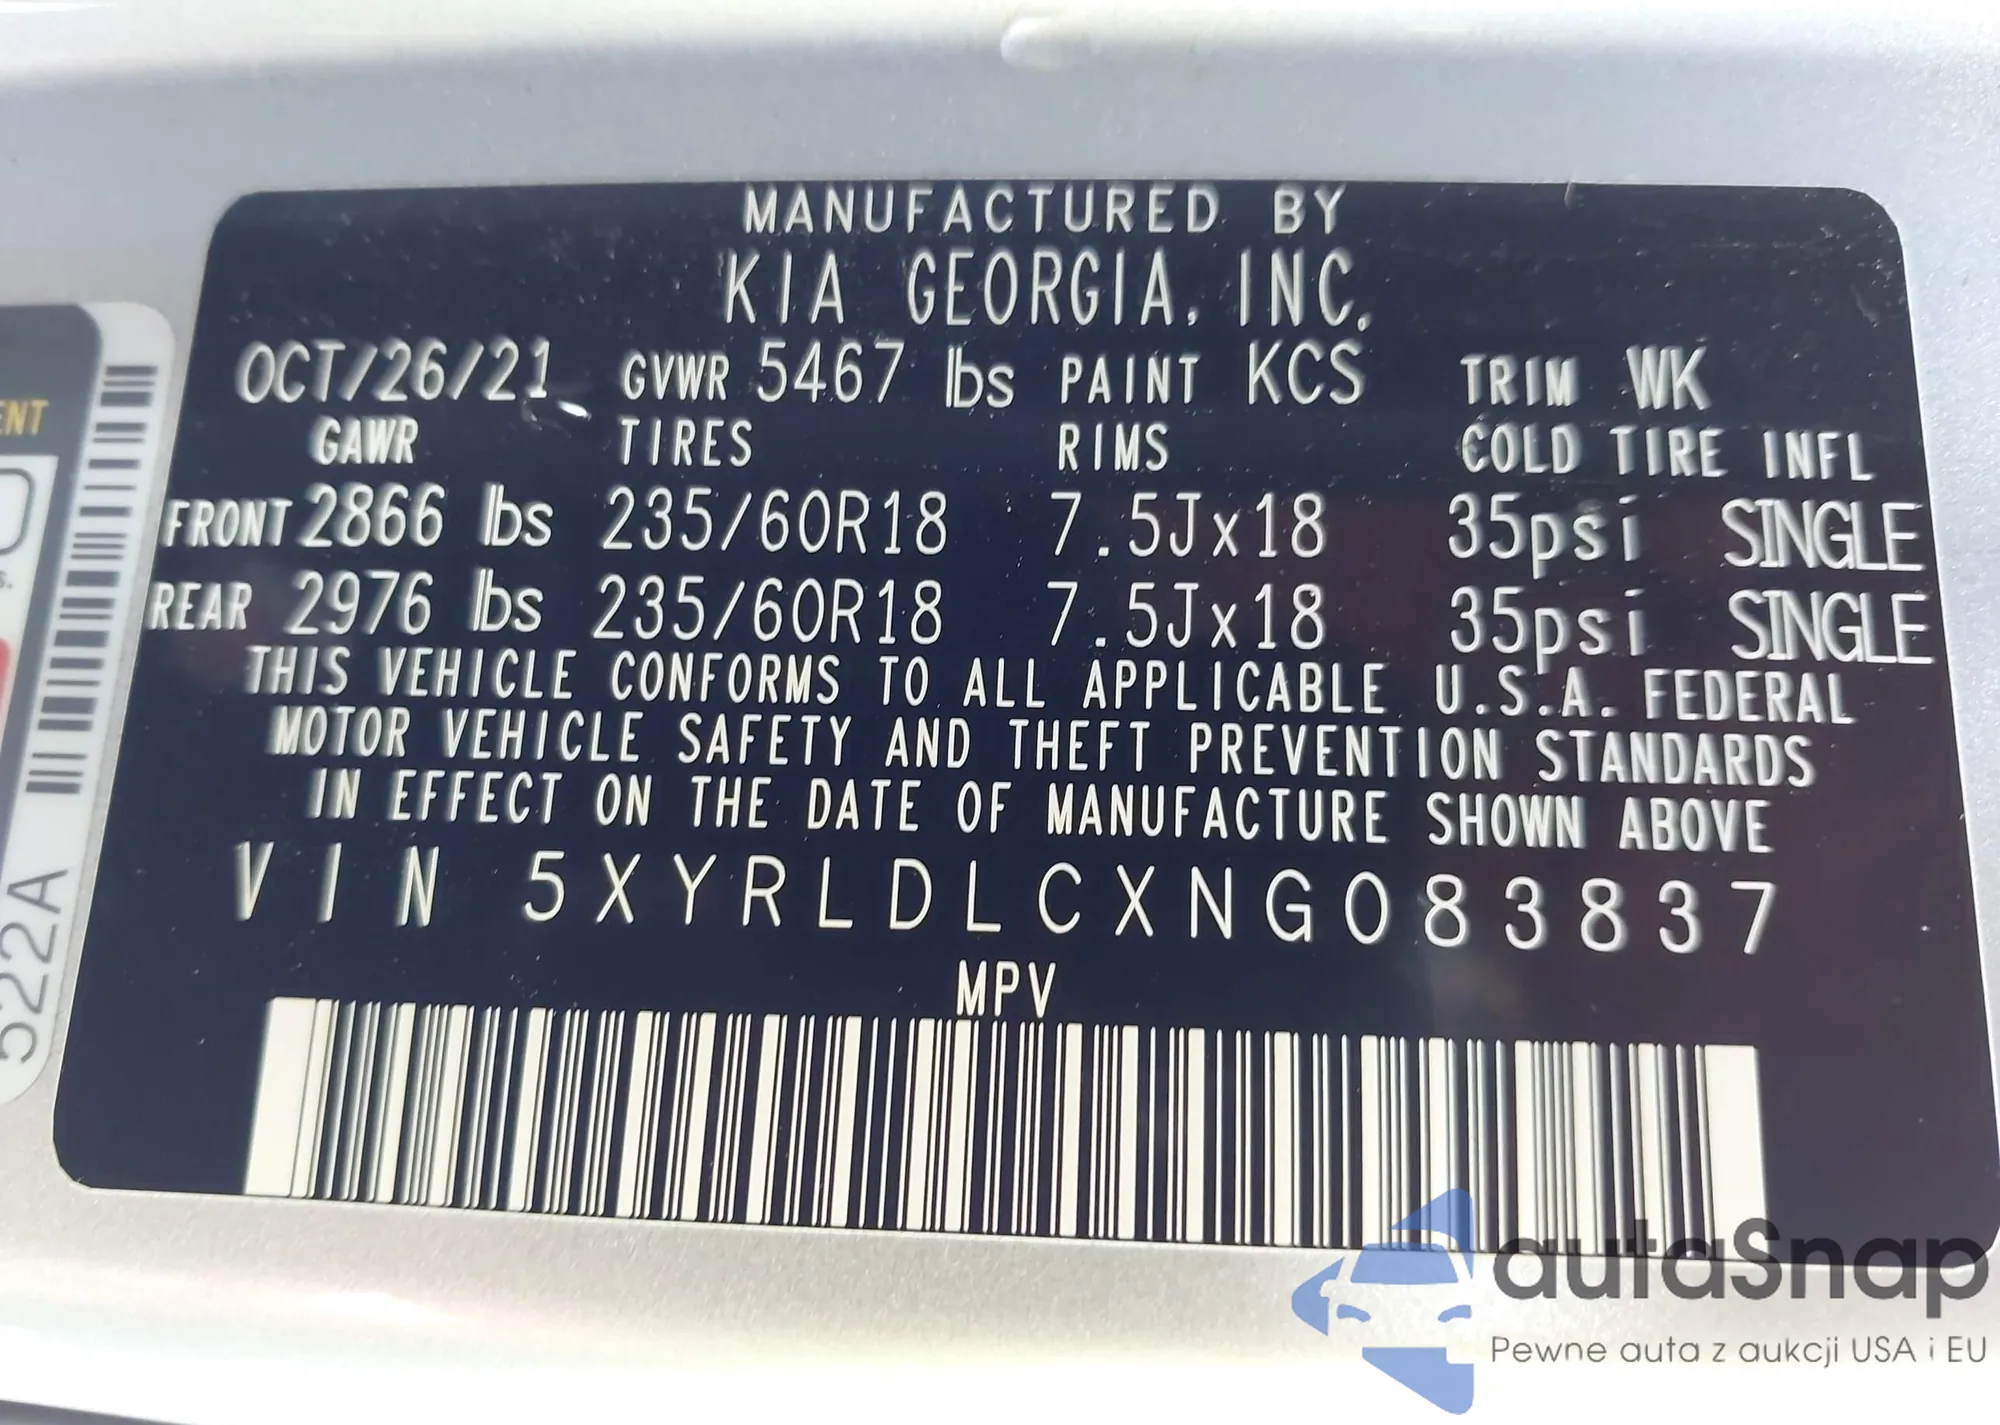 MANUFACTURED BY
KIA GEORGIA, INC.
OCT/26/21 GVWR 5467 lbs PAINT KCS TRIM WK
GAWR TIRES RIMS COLD TIRE INFL
FRONT 2866 lbs 235/60R18 7.5Jx18 35psi SINGLE
REAR 2976 lbs 235/60R18 7.5Jx18 35psi SINGLE
THIS VEHICLE CONFORMS TO ALL APPLICABLE U.S.A. FEDERAL
MOTOR VEHICLE SAFETY AND THEFT PREVENTION STANDARDS
IN EFFECT ON THE DATE OF MANUFACTURE SHOWN ABOVE
VIN 5XYRLDLCXNG083837
MPV
522A
autaSnap
Pewne auta z aukcji USA i EU